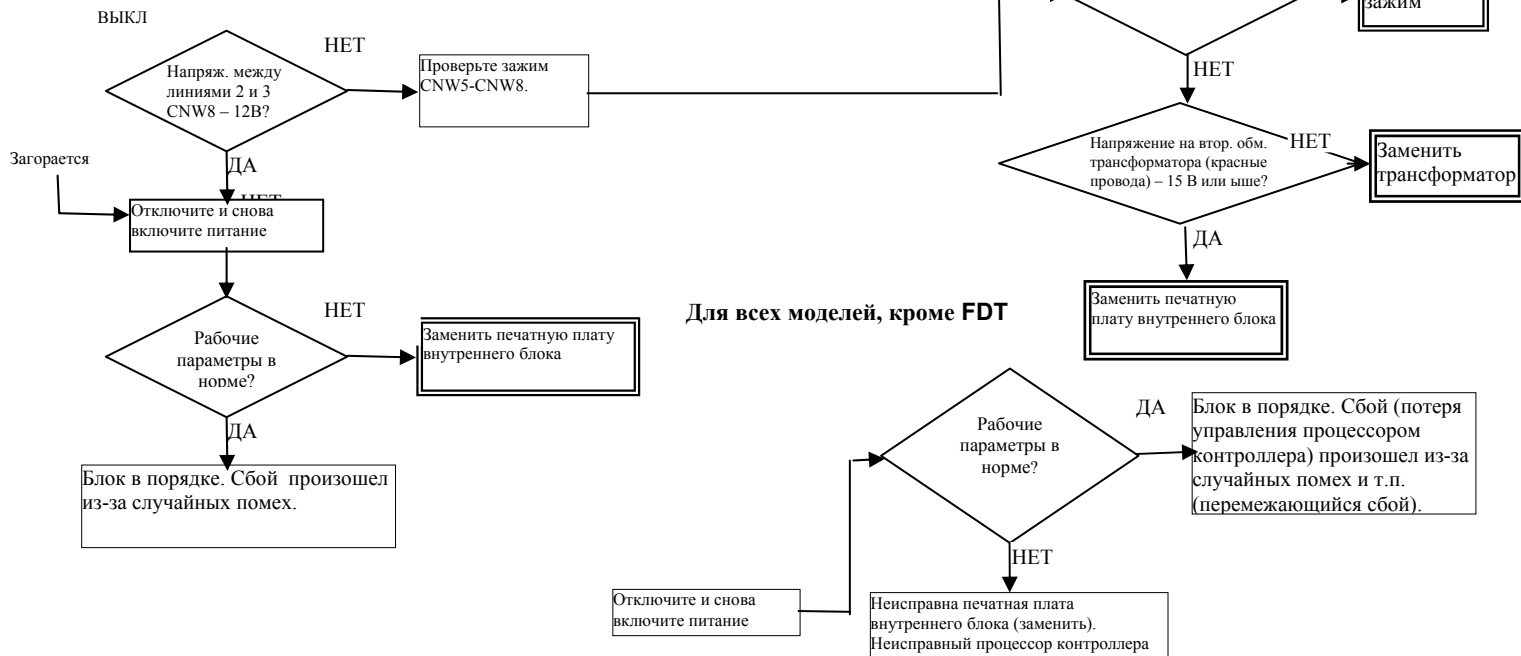 ВЫКЛ
НЕТ
Напряж. между
линиями 2 и 3
CNW8 – 12В?
Проверьте зажим
CNW5-CNW8.
зажим
НЕТ
Загорается
ДА
Отключите и снова
включите питание
Напряжение на втор. обм.
трансформатора (красные
провода) – 15 В или ыше?
НЕТ
Заменить
трансформатор
ДА
Заменить печатную
плату внутреннего блока
НЕТ
Рабочие
параметры в
норме?
Заменить печатную плату
внутреннего блока
ДА
Блок в порядке. Сбой произошел
из-за случайных помех.
Для всех моделей, кроме FDT
Рабочие
параметры в
норме?
ДА
Блок в порядке. Сбой (потеря
управления процессором
контроллера) произошел из-за
случайных помех и т.п.
(перемежающийся сбой).
НЕТ
Отключите и снова
включите питание
Неисправна печатная плата
внутреннего блока (заменить).
Неисправный процессор контроллера